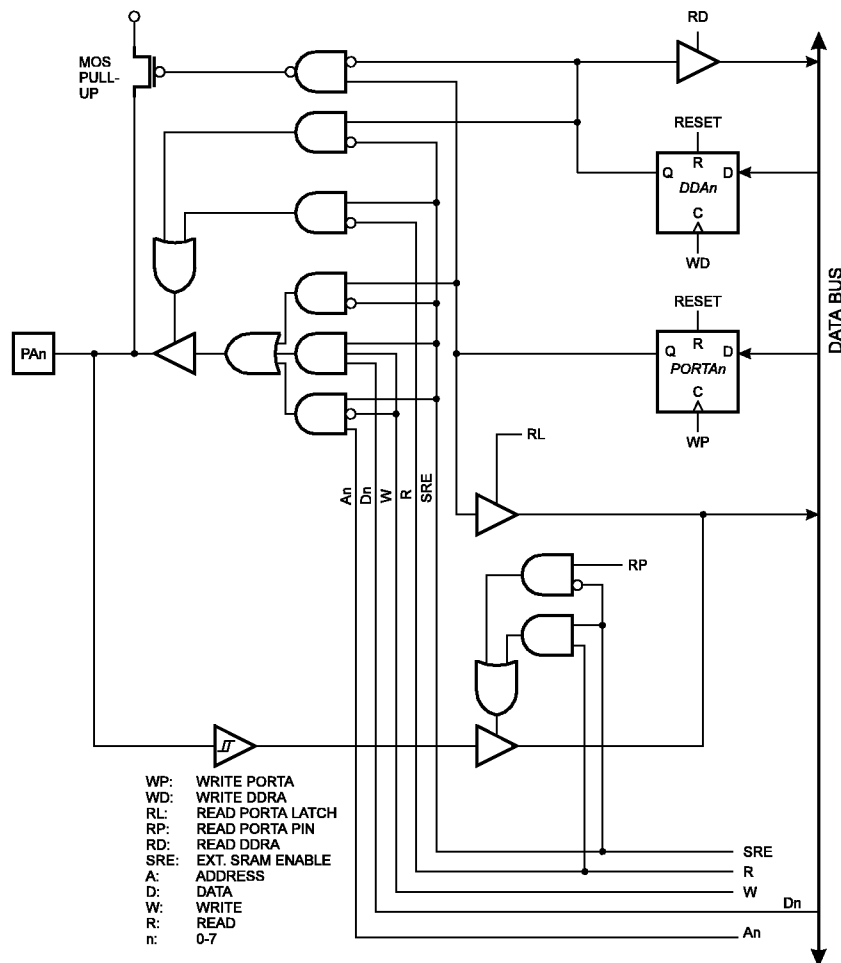 RD
MOS
PULL-
UP
RESET
R
Q
D
DDAn
C
WD
RESET
DATA BUS
R
Q
D
PORTAn
C
WP
PAn
RL
An
Dn
W
R
SRE
RP
WP: WRITE PORTA
WD: WRITE DDRA
RL: READ PORTA LATCH
RP: READ PORTA PIN
RD: READ DDRA
SRE: EXT. SRAM ENABLE
A: ADDRESS
D: DATA
W: WRITE
R: READ
n: 0-7
SRE
R
W
Dn
An